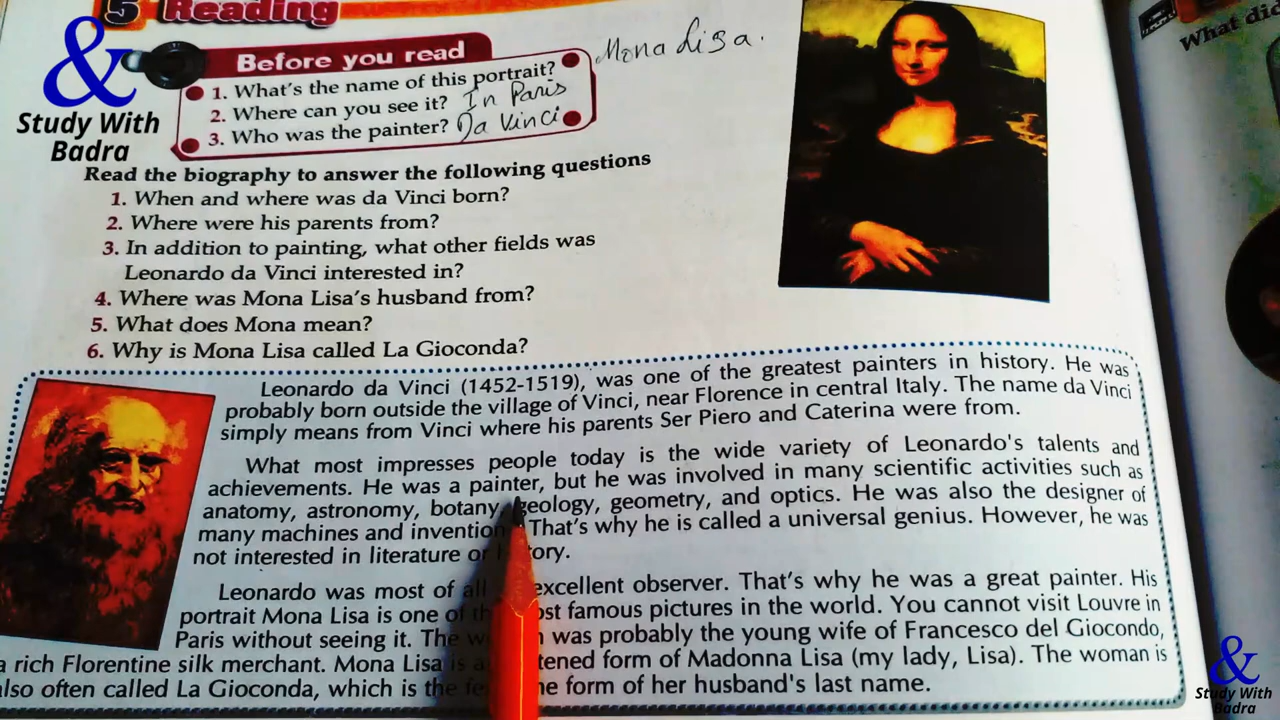 5 Reading
What did
&
Study With
Badra
Before you read
Mona Lisa.
1. What's the name of this portrait?
2. Where can you see it? In Paris
3. Who was the painter? Da Vinci
Read the biography to answer the following questions
1. When and where was da Vinci born?
2. Where were his parents from?
3. In addition to painting, what other fields was
Leonardo da Vinci interested in?
4. Where was Mona Lisa's husband from?
5. What does Mona mean?
6. Why is Mona Lisa called La Gioconda?
Leonardo da Vinci (1452-1519), was one of the greatest painters in history. He was
probably born outside the village of Vinci, near Florence in central Italy. The name da Vinci
simply means from Vinci where his parents Ser Piero and Caterina were from.
What most impresses people today is the wide variety of Leonardo's talents and
achievements. He was a painter, but he was involved in many scientific activities such as
anatomy, astronomy, botany, geology, geometry, and optics. He was also the designer of
many machines and invention That's why he is called a universal genius. However, he was
not interested in literature or
Leonardo was most of all excellent observer. That's why he was a great painter. His
portrait Mona Lisa is one of famous pictures in the world. You cannot visit Louvre in
Paris without seeing it. The was probably the young wife of Francesco del Giocondo,
a rich Florentine silk merchant. Mona Lisa is form of Madonna Lisa (my lady, Lisa). The woman is
also often called La Gioconda, which is the form of her husband's last name.
&
Study With
Badra